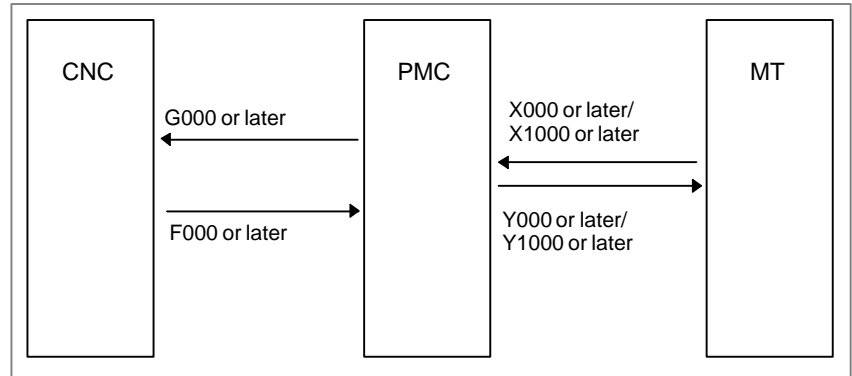 CNC
PMC
MT
G000 or later
X000 or later/
X1000 or later
F000 or later
Y000 or later/
Y1000 or later